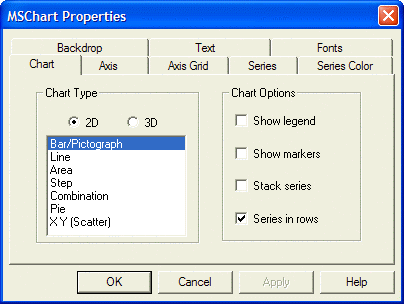 MSChart Properties
Backdrop Text Fonts
Chart Axis Axis Grid Series Series Color
Chart Type Chart Options
2D 3D
Show legend
Bar/Pictograph
Line
Show markers
Area
Step
Stack series
Combination
Pie
Series in rows
X Y (Scatter)
OK Cancel Apply Help